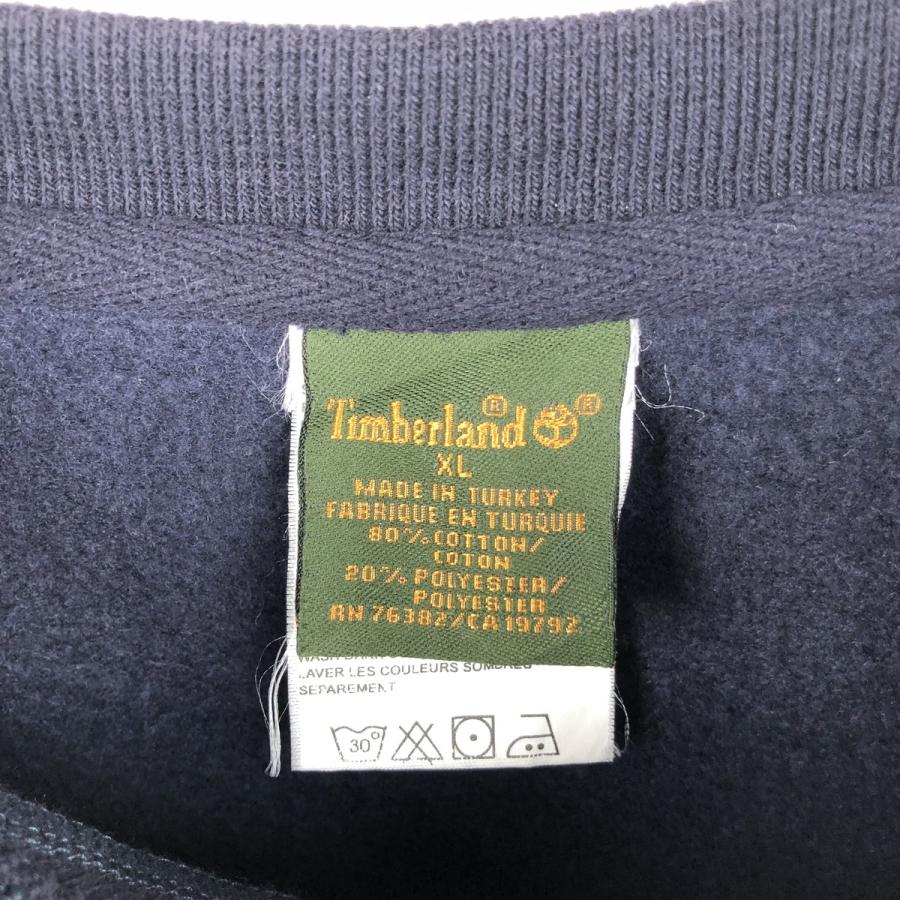 Timberland® ®
XL
MADE IN TURKEY
FABRIQUE EN TURQUIE
80% COTTON/
COTON
20% POLYESTER/
POLYESTER
RN 76382/CA 19792
LAVER LES COULEURS SOMBRES
SEPAREMENT
30°